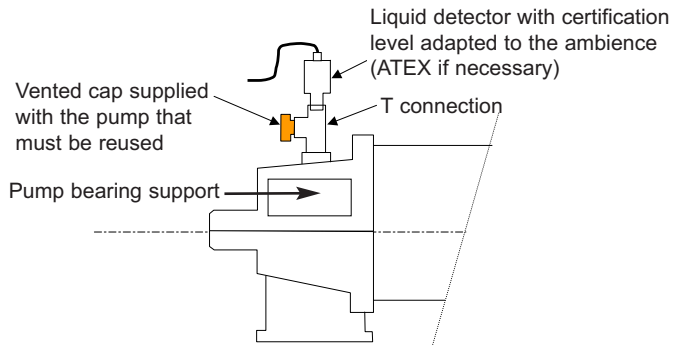 Liquid detector with certification
level adapted to the ambience
(ATEX if necessary)
Vented cap supplied
with the pump that
must be reused
T connection
Pump bearing support